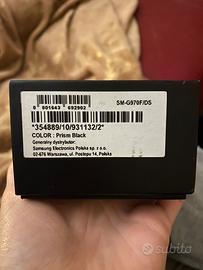 SM-G970F/DS
8 801643 692902
*354889/10/931132/2*
COLOR : Prism Black
Generalny dystrybutor:
Samsung Electronics Polska sp. z o.o.
02-676 Warszawa, ul. Postępu 14, Polska
subito